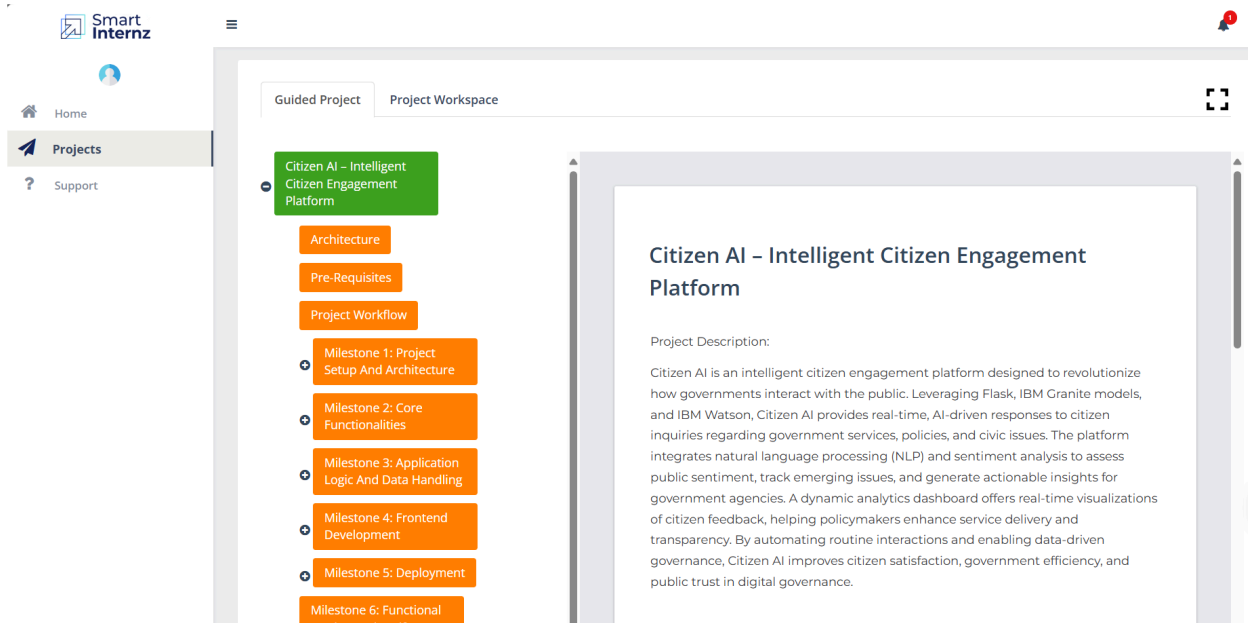 Smart
Internz
1
Home
Projects
Support
Guided Project
Project Workspace
Citizen AI – Intelligent
Citizen Engagement
Platform
Architecture
Pre-Requisites
Project Workflow
Milestone 1: Project
Setup And Architecture
Milestone 2: Core
Functionalities
Milestone 3: Application
Logic And Data Handling
Milestone 4: Frontend
Development
Milestone 5: Deployment
Milestone 6: Functional
Citizen AI – Intelligent Citizen Engagement
Platform
Project Description:
Citizen AI is an intelligent citizen engagement platform designed to revolutionize
how governments interact with the public. Leveraging Flask, IBM Granite models,
and IBM Watson, Citizen AI provides real-time, AI-driven responses to citizen
inquiries regarding government services, policies, and civic issues. The platform
integrates natural language processing (NLP) and sentiment analysis to assess
public sentiment, track emerging issues, and generate actionable insights for
government agencies. A dynamic analytics dashboard offers real-time visualizations
of citizen feedback, helping policymakers enhance service delivery and
transparency. By automating routine interactions and enabling data-driven
governance, Citizen AI improves citizen satisfaction, government efficiency, and
public trust in digital governance.